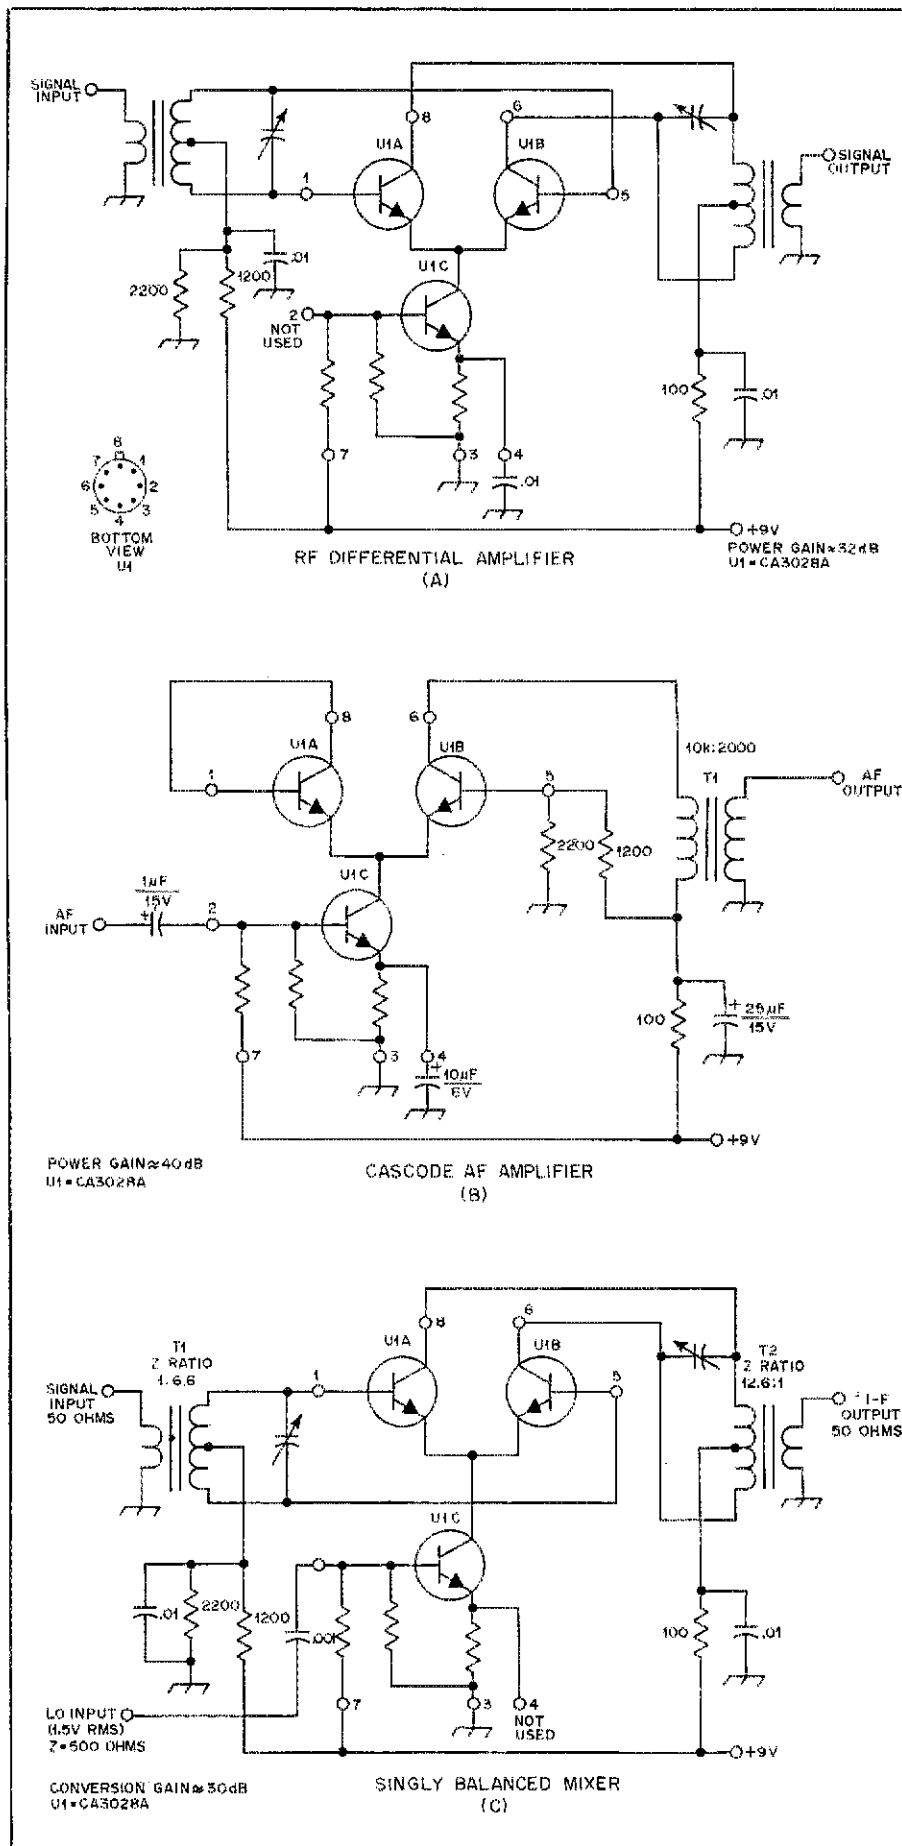 SIGNAL
INPUT
8
6
U1A
U1B
1
5
SIGNAL
OUTPUT
.01
2200
1200
U1C
2
NOT
USED
100
.01
7
3
4
.01
8
7
1
6
2
5
3
4
BOTTOM
VIEW
U1
+9V
POWER GAIN≈32dB
U1=CA3028A
RF DIFFERENTIAL AMPLIFIER
(A)
8
6
U1A
U1B
10k:2000
T1
AF
OUTPUT
1
5
2200
1200
1µF
15V
+
U1C
AF
INPUT
2
100
+
25µF
15V
7
3
4
+
10µF
6V
+9V
POWER GAIN≈40dB
U1=CA3028A
CASCODE AF AMPLIFIER
(B)
8
6
T1
Z RATIO
1:6.6
U1A
U1B
T2
Z RATIO
12.6:1
SIGNAL
INPUT
50 OHMS
1
5
I-F
OUTPUT
50 OHMS
U1C
.01
2200
1200
.001
100
.01
7
3
4
NOT
USED
LO INPUT
(1.5V RMS)
Z=500 OHMS
+9V
CONVERSION GAIN≈30dB
U1=CA3028A
SINGLY BALANCED MIXER
(C)